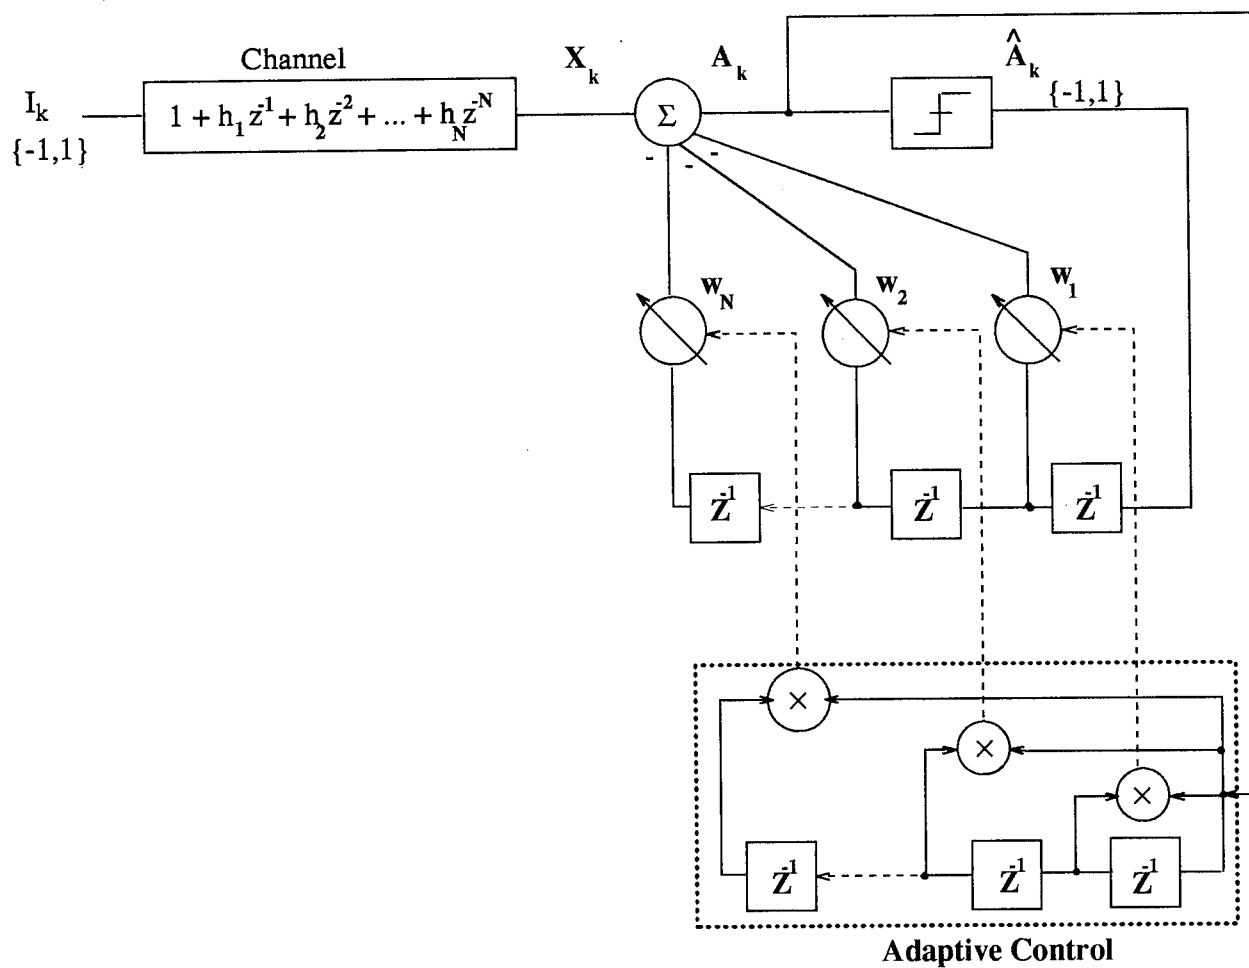 Channel
X_k
A_k
Â_k
I_k
{-1,1}
1 + h_1 z^{-1} + h_2 z^{-2} + ... + h_N z^{-N}
Σ
{-1,1}
-
-
-
w_N
w_2
w_1
Z^{-1}
Z^{-1}
Z^{-1}
×
×
×
Z^{-1}
Z^{-1}
Z^{-1}
Adaptive Control